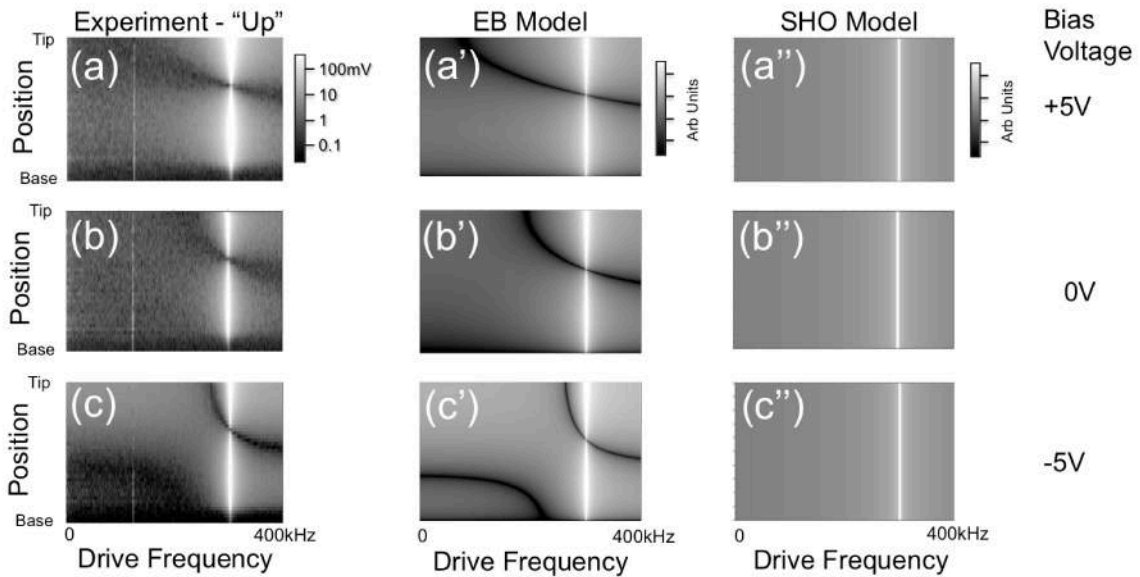 Experiment - “Up”
EB Model
SHO Model
Bias
Voltage
Tip
Position
Base
(a)
100mV
10
1
0.1
(a’)
Arb Units
(a’’)
Arb Units
+5V
Tip
Position
Base
(b)
(b’)
(b’’)
0V
Tip
Position
Base
(c)
(c’)
(c’’)
-5V
0
400kHz
Drive Frequency
0
400kHz
Drive Frequency
0
400kHz
Drive Frequency